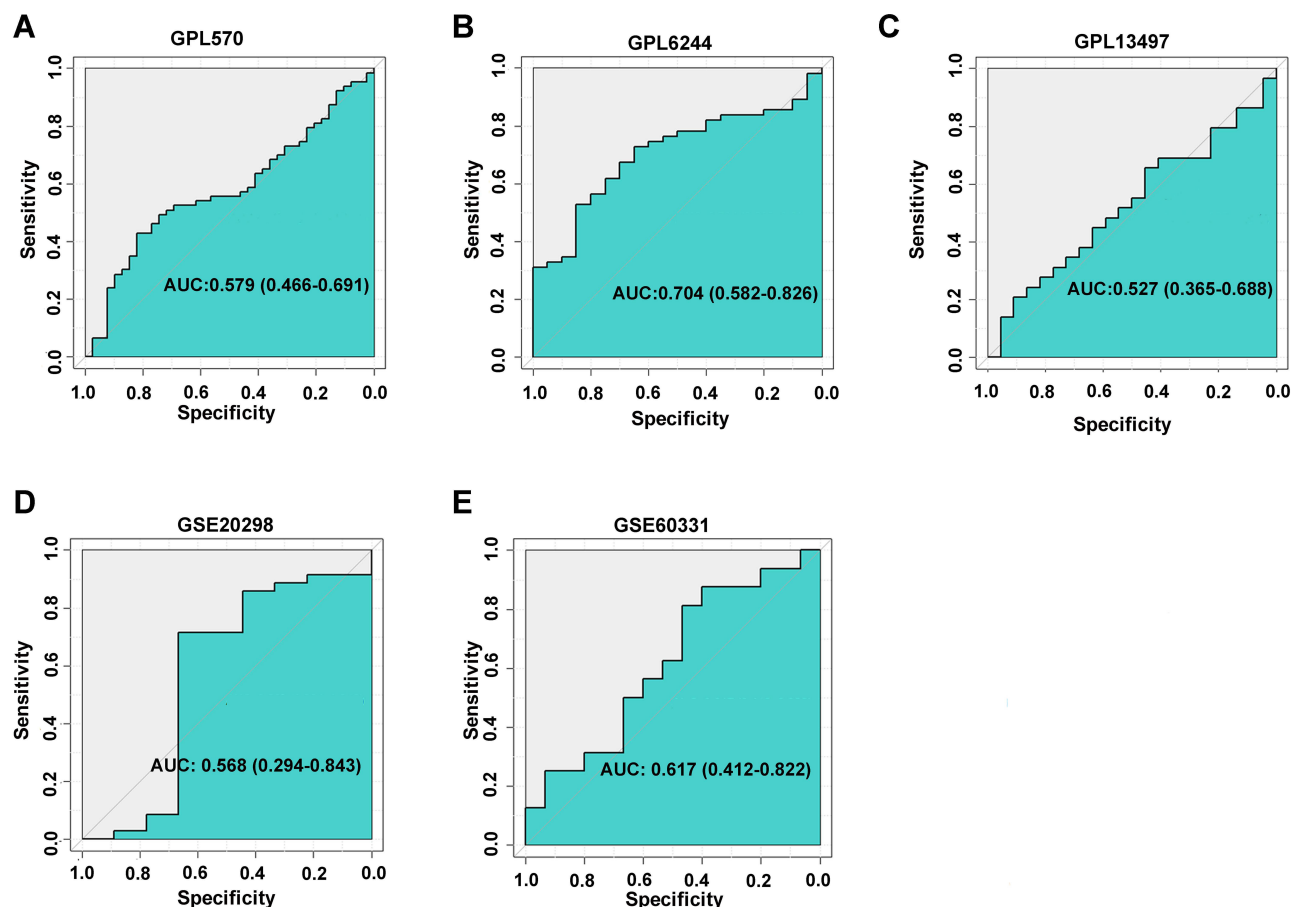 A
GPL570
1.0
0.8
0.6
0.4
0.2
0.0
Sensitivity
AUC:0.579 (0.466-0.691)
1.0 0.8 0.6 0.4 0.2 0.0
Specificity
B
GPL6244
1.0
0.8
0.6
0.4
0.2
0.0
Sensitivity
AUC:0.704 (0.582-0.826)
1.0 0.8 0.6 0.4 0.2 0.0
Specificity
C
GPL13497
1.0
0.8
0.6
0.4
0.2
0.0
Sensitivity
AUC:0.527 (0.365-0.688)
1.0 0.8 0.6 0.4 0.2 0.0
Specificity
D
GSE20298
1.0
0.8
0.6
0.4
0.2
0.0
Sensitivity
AUC: 0.568 (0.294-0.843)
1.0 0.8 0.6 0.4 0.2 0.0
Specificity
E
GSE60331
1.0
0.8
0.6
0.4
0.2
0.0
Sensitivity
AUC: 0.617 (0.412-0.822)
1.0 0.8 0.6 0.4 0.2 0.0
Specificity